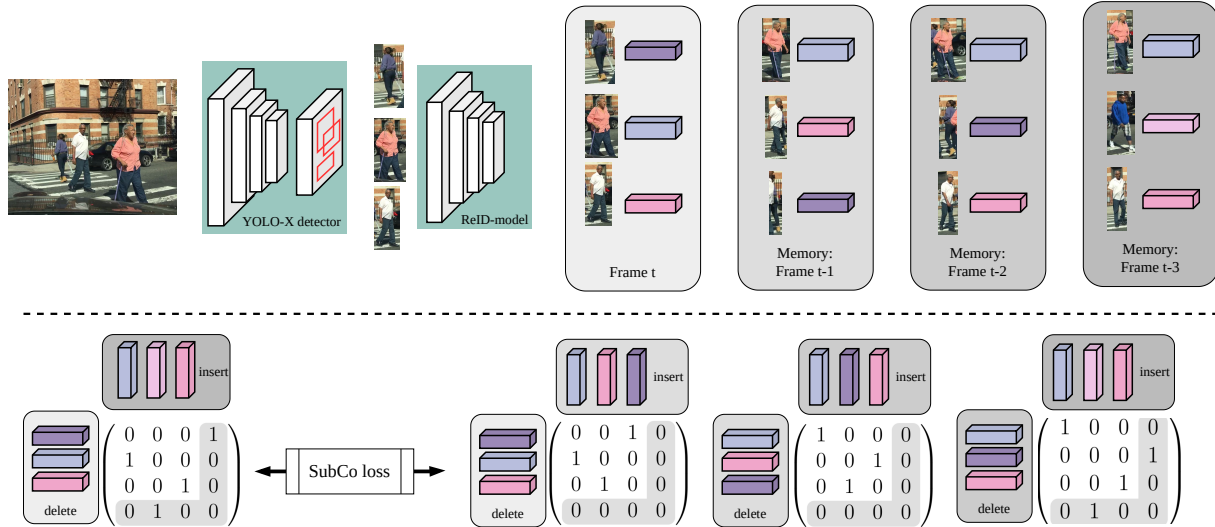 YOLO-X detector
ReID-model
Frame t
Memory:
Frame t-1
Memory:
Frame t-2
Memory:
Frame t-3
insert
delete
0 0 0 1
1 0 0 0
0 0 1 0
0 1 0 0
SubCo loss
insert
delete
0 0 1 0
1 0 0 0
0 1 0 0
0 0 0 0
insert
delete
1 0 0 0
0 0 1 0
0 1 0 0
0 0 0 0
insert
delete
1 0 0 0
0 0 0 1
0 0 1 0
0 1 0 0